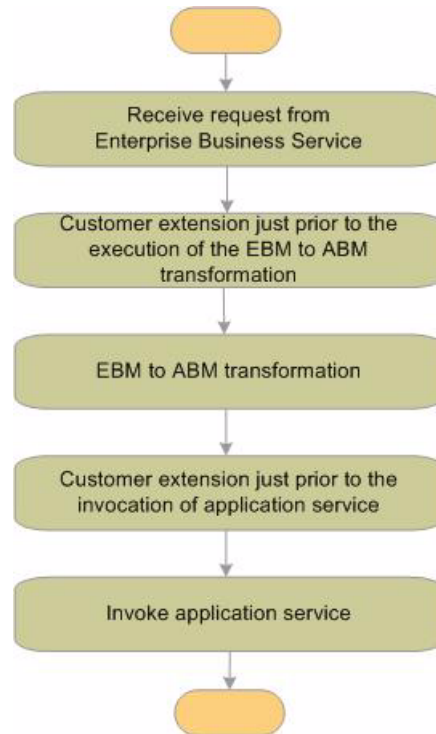 Receive request from
Enterprise Business Service
Customer extension just prior to the
execution of the EBM to ABM
transformation
EBM to ABM transformation
Customer extension just prior to the
invocation of application service
Invoke application service